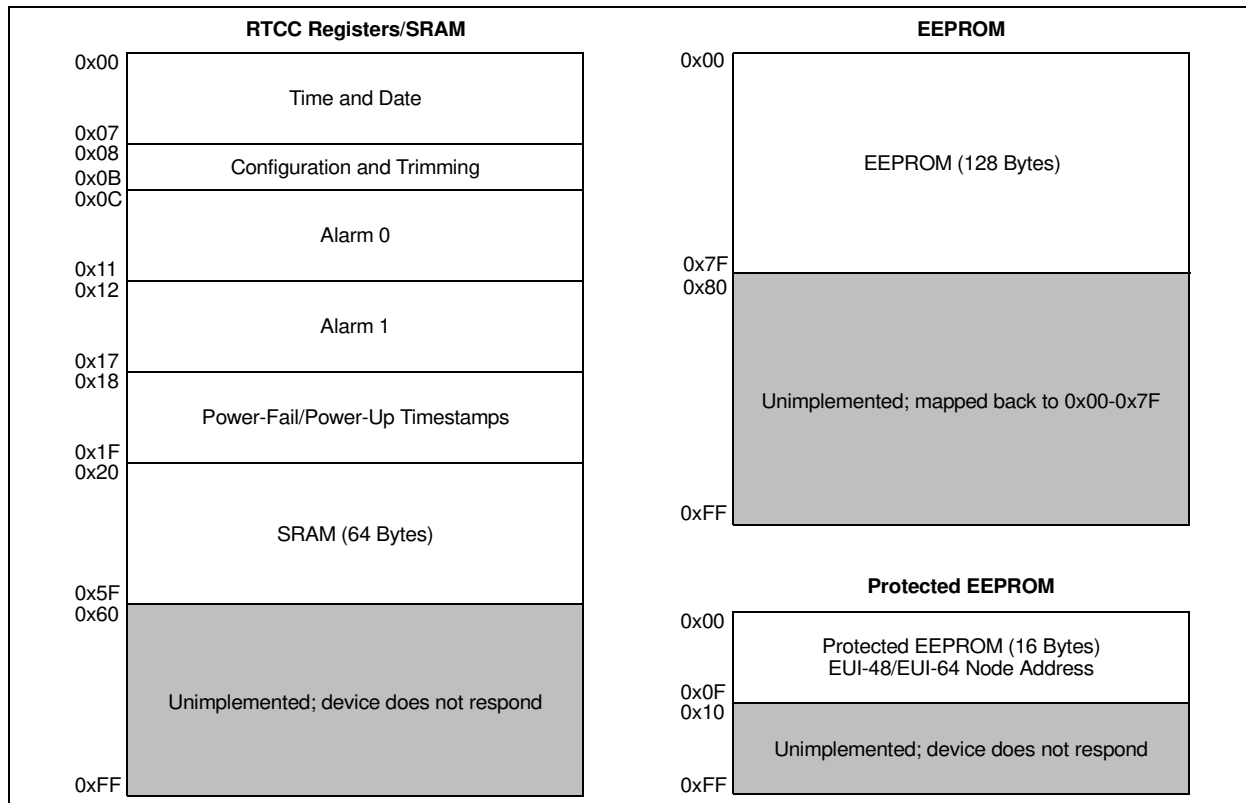 RTCC Registers/SRAM
0x00
Time and Date
0x07
0x08
Configuration and Trimming
0x0B
0x0C
Alarm 0
0x11
0x12
Alarm 1
0x17
0x18
Power-Fail/Power-Up Timestamps
0x1F
0x20
SRAM (64 Bytes)
0x5F
0x60
Unimplemented; device does not respond
0xFF
EEPROM
0x00
EEPROM (128 Bytes)
0x7F
0x80
Unimplemented; mapped back to 0x00-0x7F
0xFF
Protected EEPROM
0x00
Protected EEPROM (16 Bytes)
EUI-48/EUI-64 Node Address
0x0F
0x10
Unimplemented; device does not respond
0xFF